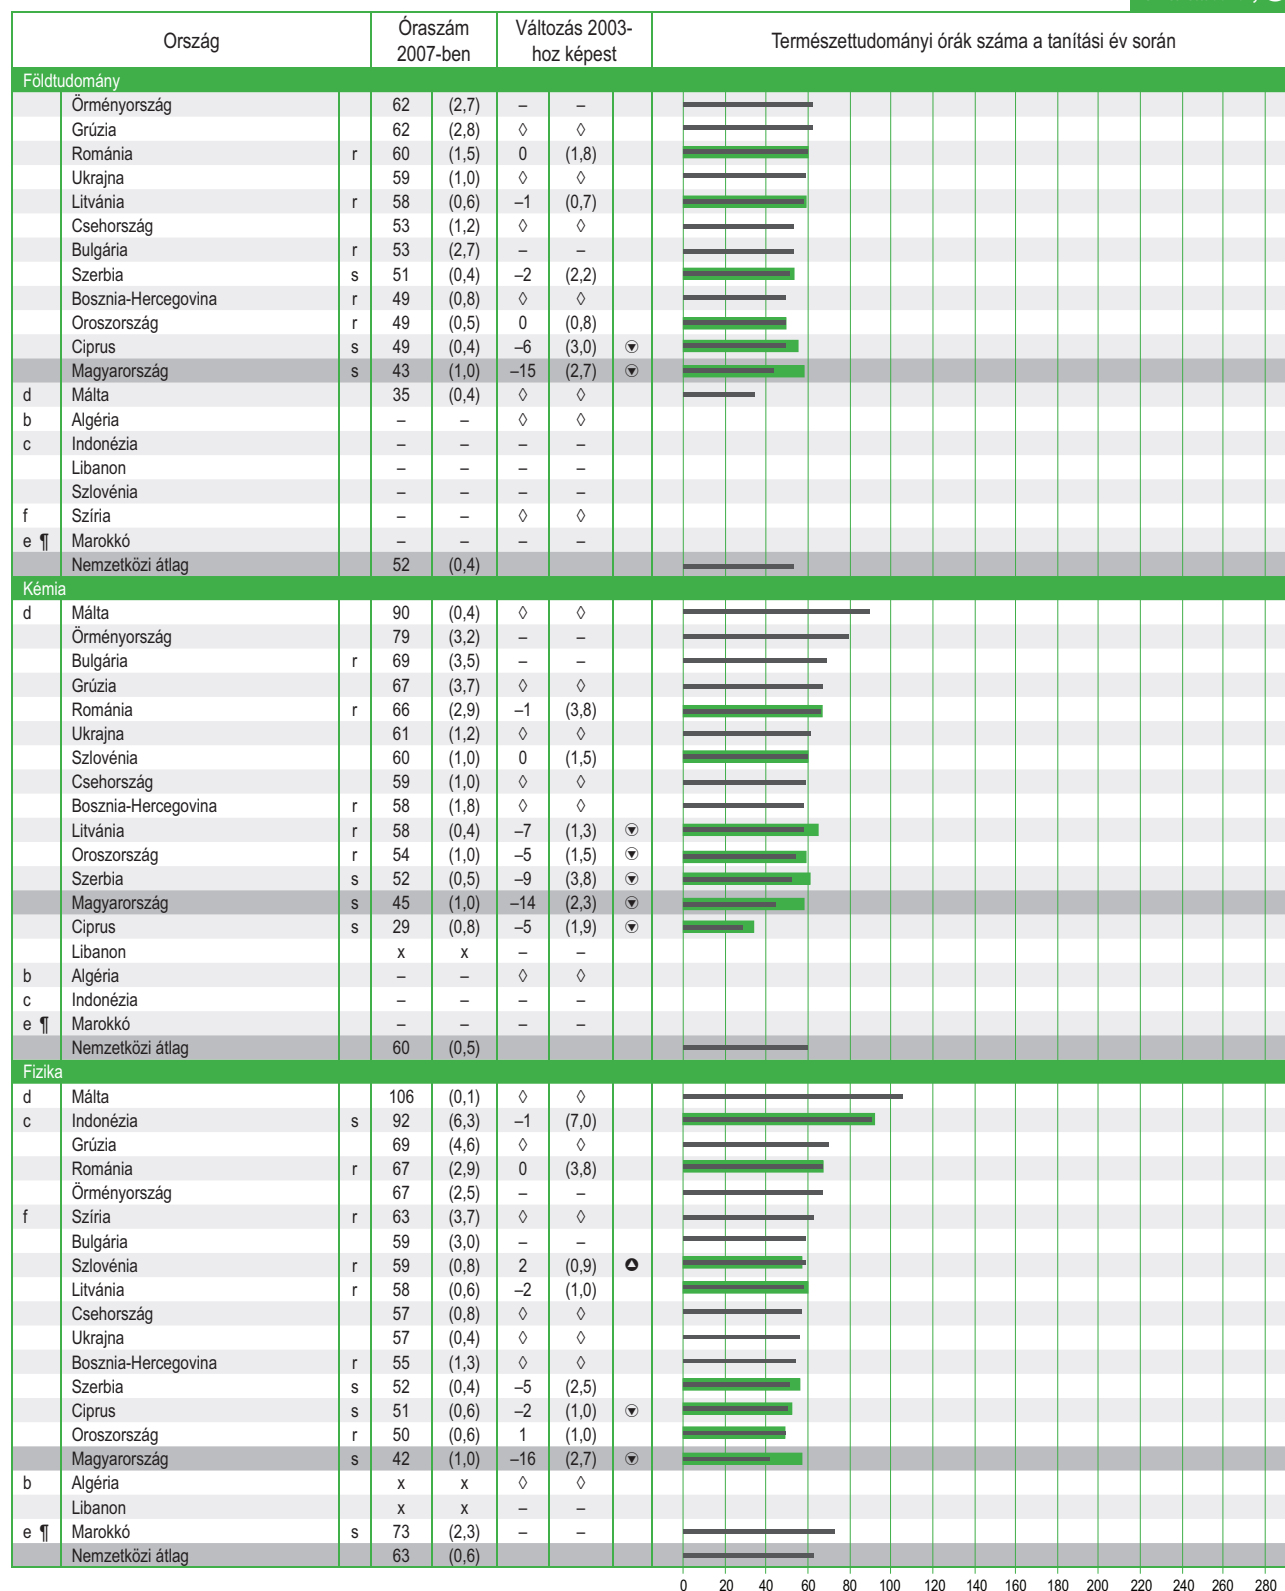 Ország Óraszám 2007-ben Változás 2003-hoz képest Természettudományi órák száma a tanítási év során
Földtudomány
Örményország 62 (2,7) – –
Grúzia 62 (2,8) ◊ ◊
Románia r 60 (1,5) 0 (1,8)
Ukrajna 59 (1,0) ◊ ◊
Litvánia r 58 (0,6) –1 (0,7)
Csehország 53 (1,2) ◊ ◊
Bulgária r 53 (2,7) – –
Szerbia s 51 (0,4) –2 (2,2)
Bosznia-Hercegovina r 49 (0,8) ◊ ◊
Oroszország r 49 (0,5) 0 (0,8)
Ciprus s 49 (0,4) –6 (3,0)
Magyarország s 43 (1,0) –15 (2,7)
d Málta 35 (0,4) ◊ ◊
b Algéria – – ◊ ◊
c Indonézia – – – –
Libanon – – – –
Szlovénia – – – –
f Szíria – – ◊ ◊
e ¶ Marokkó – – – –
Nemzetközi átlag 52 (0,4)
Kémia
d Málta 90 (0,4) ◊ ◊
Örményország 79 (3,2) – –
Bulgária r 69 (3,5) – –
Grúzia 67 (3,7) ◊ ◊
Románia r 66 (2,9) –1 (3,8)
Ukrajna 61 (1,2) ◊ ◊
Szlovénia 60 (1,0) 0 (1,5)
Csehország 59 (1,0) ◊ ◊
Bosznia-Hercegovina r 58 (1,8) ◊ ◊
Litvánia r 58 (0,4) –7 (1,3)
Oroszország r 54 (1,0) –5 (1,5)
Szerbia s 52 (0,5) –9 (3,8)
Magyarország s 45 (1,0) –14 (2,3)
Ciprus s 29 (0,8) –5 (1,9)
Libanon x x – –
b Algéria – – ◊ ◊
c Indonézia – – – –
e ¶ Marokkó – – – –
Nemzetközi átlag 60 (0,5)
Fizika
d Málta 106 (0,1) ◊ ◊
c Indonézia s 92 (6,3) –1 (7,0)
Grúzia 69 (4,6) ◊ ◊
Románia r 67 (2,9) 0 (3,8)
Örményország 67 (2,5) – –
f Szíria r 63 (3,7) ◊ ◊
Bulgária 59 (3,0) – –
Szlovénia r 59 (0,8) 2 (0,9)
Litvánia r 58 (0,6) –2 (1,0)
Csehország 57 (0,8) ◊ ◊
Ukrajna 57 (0,4) ◊ ◊
Bosznia-Hercegovina r 55 (1,3) ◊ ◊
Szerbia s 52 (0,4) –5 (2,5)
Ciprus s 51 (0,6) –2 (1,0)
Oroszország r 50 (0,6) 1 (1,0)
Magyarország s 42 (1,0) –16 (2,7)
b Algéria x x ◊ ◊
Libanon x x – –
e ¶ Marokkó s 73 (2,3) – –
Nemzetközi átlag 63 (0,6)
0 20 40 60 80 100 120 140 160 180 200 220 240 260 280